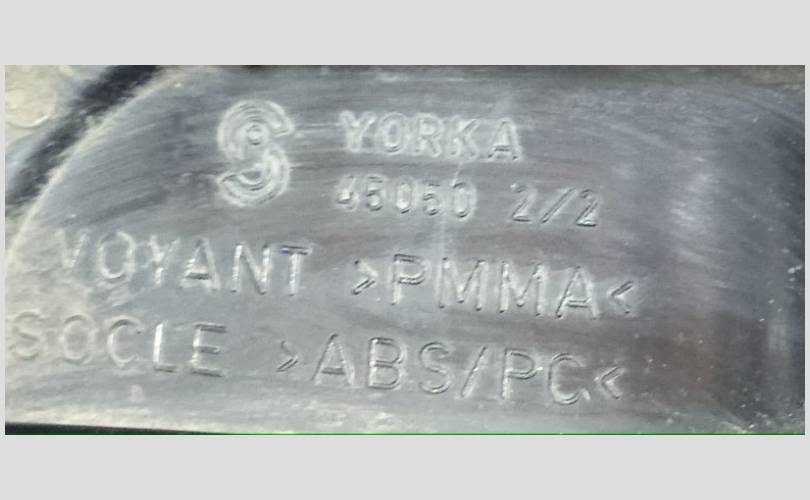 YORKA
45050 2/2
VOYANT >PMMA<
SOCLE >ABS/PC<